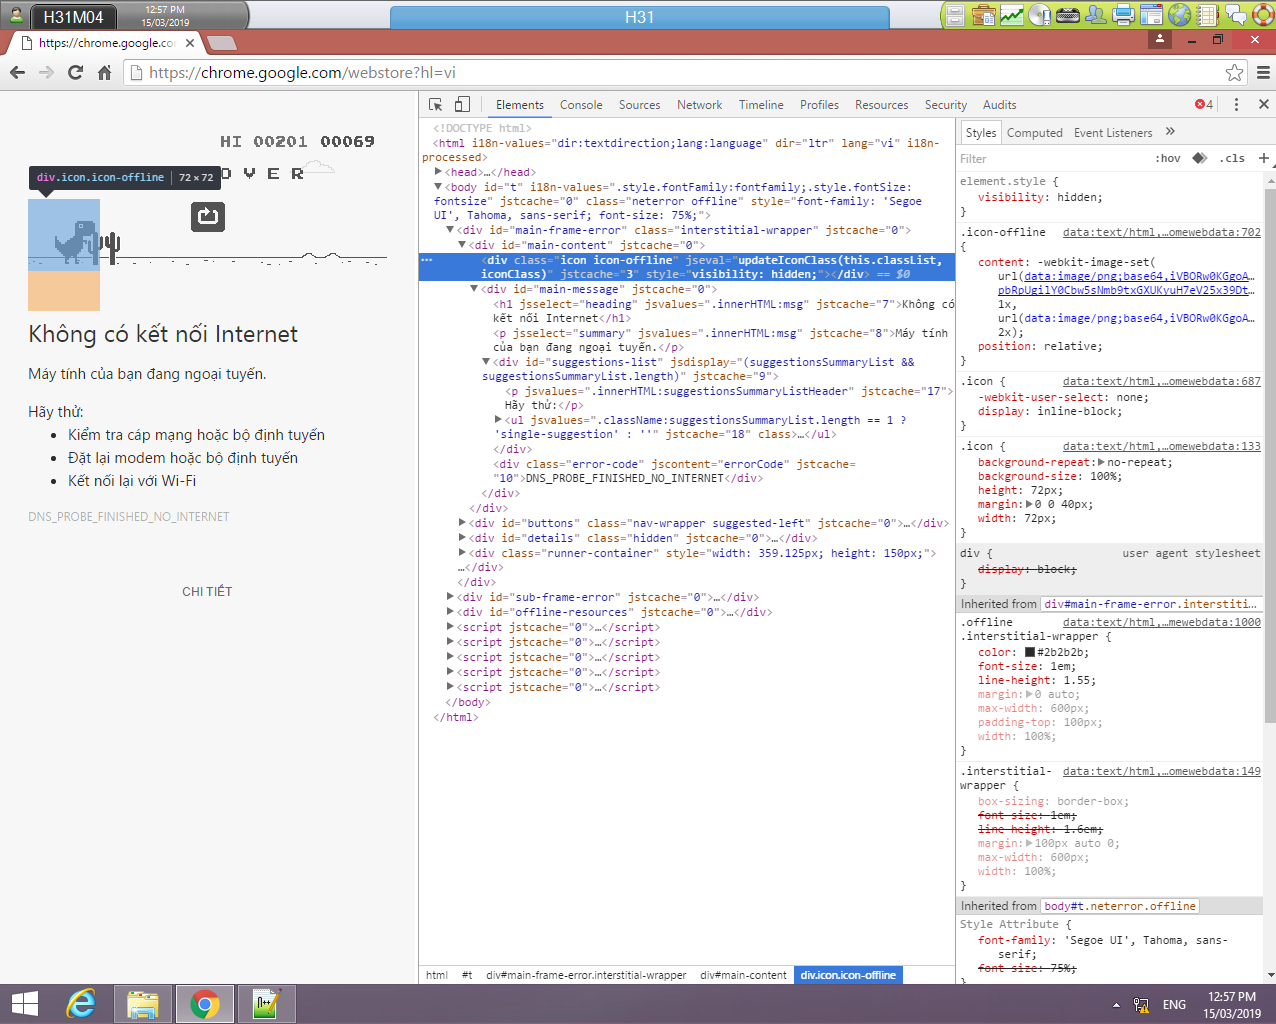 H31M04
12:57 PM
15/03/2019
H31
https://chrome.google.co
https://chrome.google.com/webstore?hl=vi
HI 00201 00069
O V E R
div.icon.icon-offline 72 × 72
Không có kết nối Internet
Máy tính của bạn đang ngoại tuyến.
Hãy thử:
• Kiểm tra cáp mạng hoặc bộ định tuyến
• Đặt lại modem hoặc bộ định tuyến
• Kết nối lại với Wi-Fi
DNS_PROBE_FINISHED_NO_INTERNET
CHI TIẾT
Elements Console Sources Network Timeline Profiles Resources Security Audits 4
<!DOCTYPE html>
<html i18n-values="dir:textdirection;lang:language" dir="ltr" lang="vi" i18n-
processed>
<head>…</head>
<body id="t" i18n-values=".style.fontFamily:fontfamily;.style.fontSize:
fontsize" jstcache="0" class="neterror offline" style="font-family: 'Segoe
UI', Tahoma, sans-serif; font-size: 75%;">
<div id="main-frame-error" class="interstitial-wrapper" jstcache="0">
<div id="main-content" jstcache="0">
… <div class="icon icon-offline" jseval="updateIconClass(this.classList,
iconClass)" jstcache="3" style="visibility: hidden;"></div> == $0
<div id="main-message" jstcache="0">
<h1 jsselect="heading" jsvalues=".innerHTML:msg" jstcache="7">Không có
kết nối Internet</h1>
<p jsselect="summary" jsvalues=".innerHTML:msg" jstcache="8">Máy tính
của bạn đang ngoại tuyến.</p>
<div id="suggestions-list" jsdisplay="(suggestionsSummaryList &&
suggestionsSummaryList.length)" jstcache="9">
<p jsvalues=".innerHTML:suggestionsSummaryListHeader" jstcache="17">
Hãy thử:</p>
<ul jsvalues=".className:suggestionsSummaryList.length == 1 ?
'single-suggestion' : ''" jstcache="18" class>…</ul>
</div>
<div class="error-code" jscontent="errorCode" jstcache=
"10">DNS_PROBE_FINISHED_NO_INTERNET</div>
</div>
</div>
<div id="buttons" class="nav-wrapper suggested-left" jstcache="0">…</div>
<div id="details" class="hidden" jstcache="0">…</div>
<div class="runner-container" style="width: 359.125px; height: 150px;">
…</div>
</div>
<div id="sub-frame-error" jstcache="0">…</div>
<div id="offline-resources" jstcache="0">…</div>
<script jstcache="0">…</script>
<script jstcache="0">…</script>
<script jstcache="0">…</script>
<script jstcache="0">…</script>
<script jstcache="0">…</script>
</body>
</html>
html #t div#main-frame-error.interstitial-wrapper div#main-content div.icon.icon-offline
Styles Computed Event Listeners »
Filter :hov .cls +
element.style {
visibility: hidden;
}
.icon-offline data:text/html,…omewebdata:702
{
content: -webkit-image-set(
url(data:image/png;base64,iVBORw0KGgoA…
pbRpUgilY0Cbw5sNmb9txGXUKyuH7eV25x39Dt…
1x,
url(data:image/png;base64,iVBORw0KGgoA…
2x);
position: relative;
}
.icon { data:text/html,…omewebdata:687
-webkit-user-select: none;
display: inline-block;
}
.icon { data:text/html,…omewebdata:133
background-repeat: no-repeat;
background-size: 100%;
height: 72px;
margin: 0 0 40px;
width: 72px;
}
div { user agent stylesheet
display: block;
}
Inherited from div#main-frame-error.interstiti…
.offline data:text/html,…mewebdata:1000
.interstitial-wrapper {
color: #2b2b2b;
font-size: 1em;
line-height: 1.55;
margin: 0 auto;
max-width: 600px;
padding-top: 100px;
width: 100%;
}
.interstitial- data:text/html,…omewebdata:149
wrapper {
box-sizing: border-box;
font-size: 1em;
line-height: 1.6em;
margin: 100px auto 0;
max-width: 600px;
width: 100%;
}
Inherited from body#t.neterror.offline
Style Attribute {
font-family: 'Segoe UI', Tahoma, sans-
serif;
font-size: 75%;
}
ENG
12:57 PM
15/03/2019